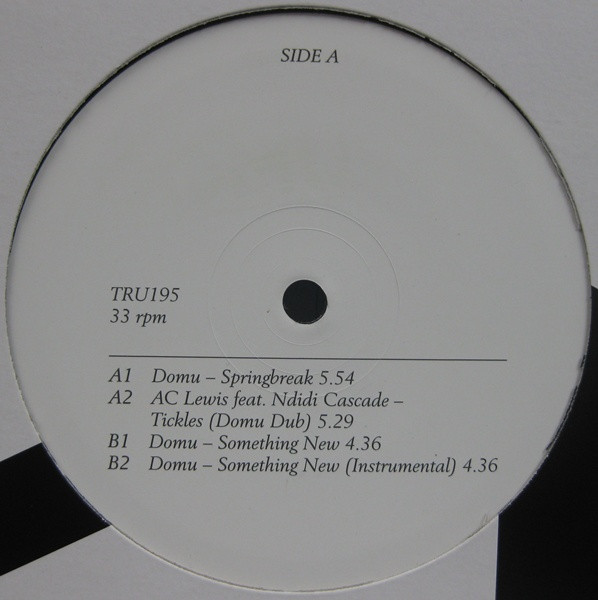 SIDE A
TRU195
33 rpm
A1 Domu – Springbreak 5.54
A2 AC Lewis feat. Ndidi Cascade –
Tickles (Domu Dub) 5.29
B1 Domu – Something New 4.36
B2 Domu – Something New (Instrumental) 4.36